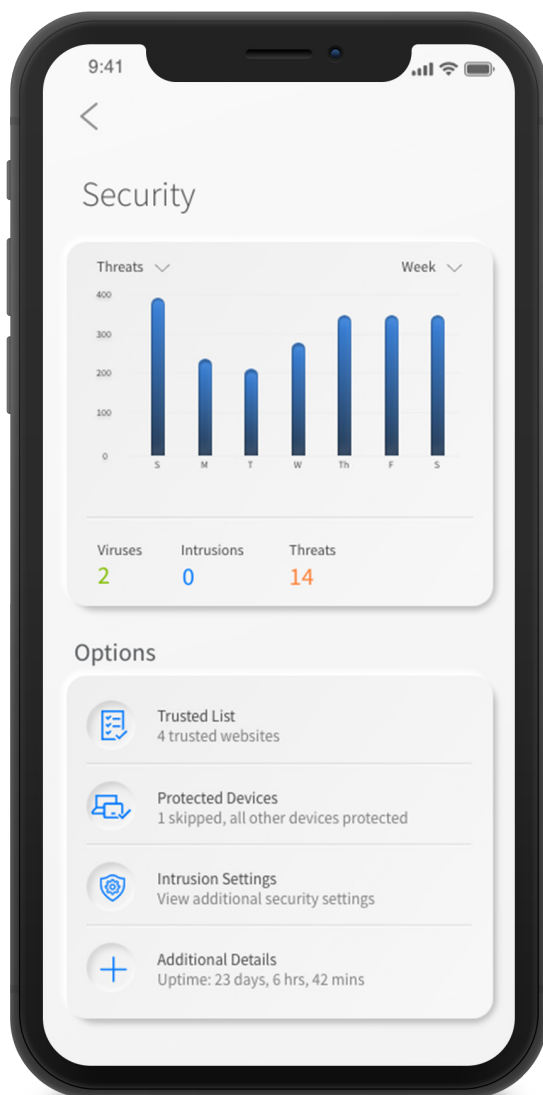 9:41
Security
Threats Week
400
300
200
100
0
S M T W Th F S
Viruses Intrusions Threats
2 0 14
Options
Trusted List
4 trusted websites
Protected Devices
1 skipped, all other devices protected
Intrusion Settings
View additional security settings
Additional Details
Uptime: 23 days, 6 hrs, 42 mins